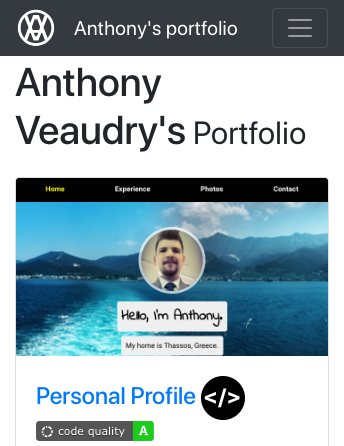 Anthony's portfolio
Anthony
Veaudry's Portfolio
Home Experience Photos Contact
Hello, I'm Anthony.
My home is Thassos, Greece.
Personal Profile </>
code quality A